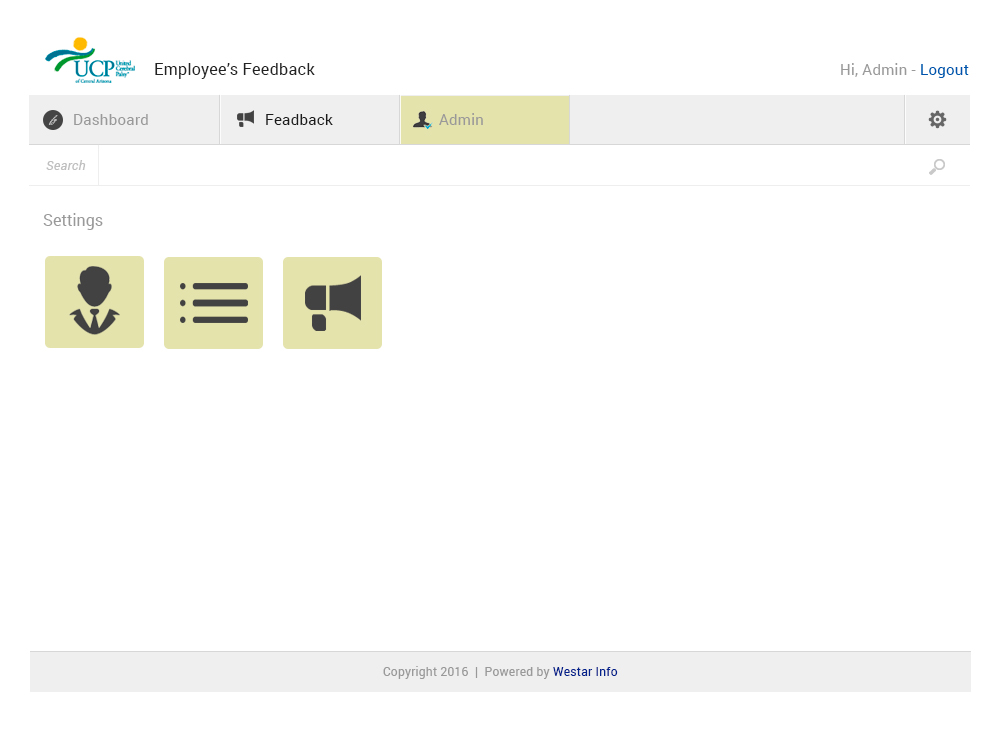 UCP United Cerebral Palsy
of Central Arizona
Employee's Feedback
Hi, Admin - Logout
Dashboard
Feadback
Admin
Search
Settings
Copyright 2016 | Powered by Westar Info